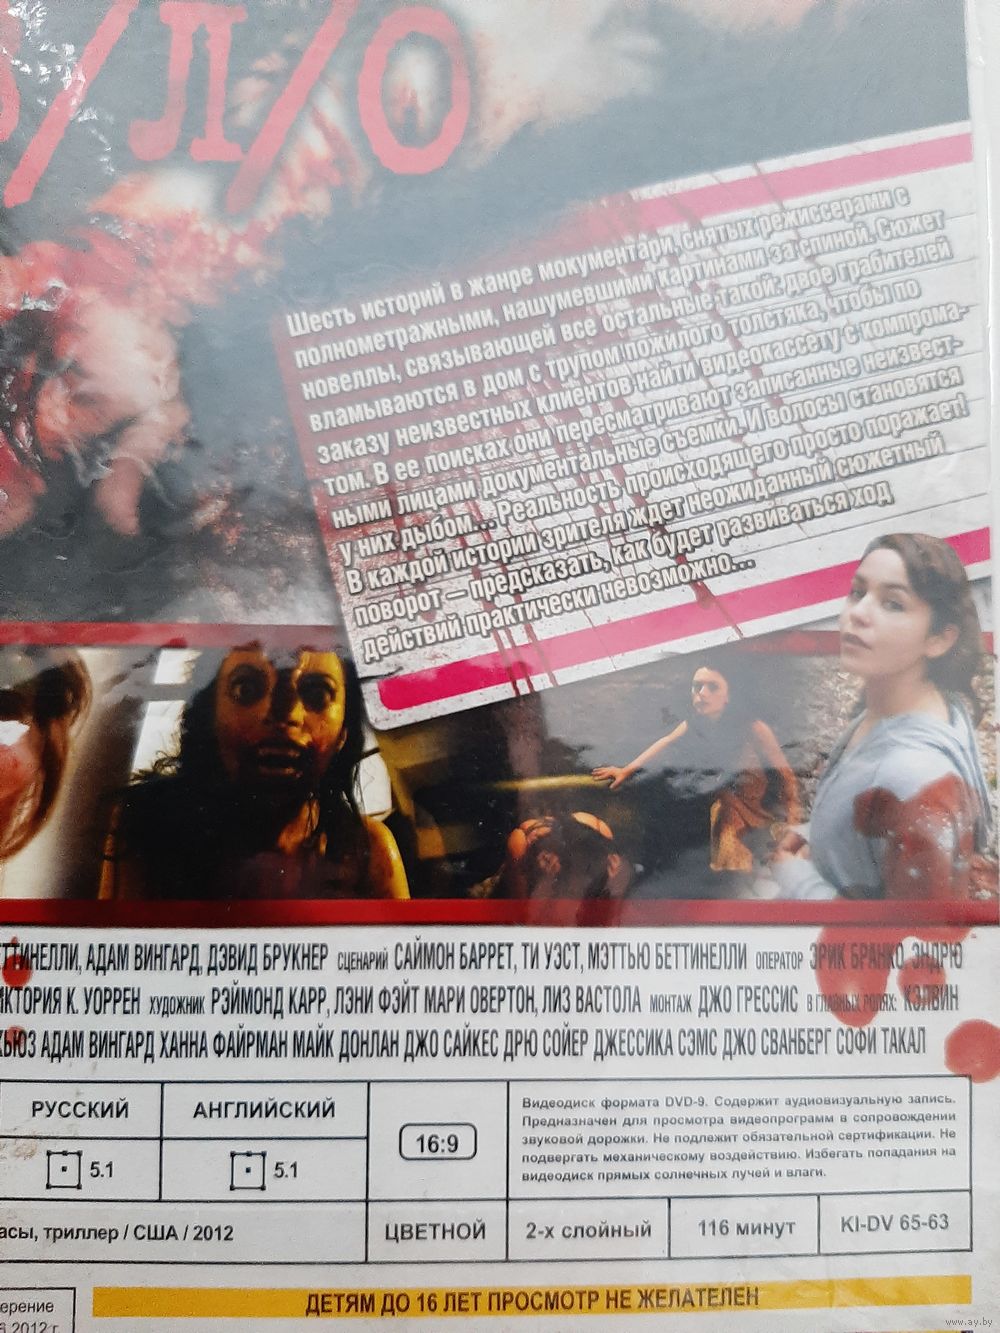 /Л/О
Шесть историй в жанре мокументари, снятых режиссерами с
полнометражными, нашумевшими картинами за спиной. Сюжет
новеллы, связывающей все остальные такой: двое грабителей
вламываются в дом с трупом пожилого толстяка, чтобы по
заказу неизвестных клиентов найти видеокассету с компрома-
том. В ее поисках они пересматривают записанные неизвест-
ными лицами документальные съемки. И волосы становятся
у них дыбом... Реальность происходящего просто поражает!
В каждой истории зрителя ждет неожиданный сюжетный
поворот — предсказать, как будет развиваться ход
действий практически невозможно...
ЕТТИНЕЛЛИ, АДАМ ВИНГАРД, ДЭВИД БРУКНЕР СЦЕНАРИЙ САЙМОН БАРРЕТ, ТИ УЭСТ, МЭТТЬЮ БЕТТИНЕЛЛИ ОПЕРАТОР ЭРИК БРАНКО, ЭНДРЮ
ИКТОРИЯ К. УОРРЕН ХУДОЖНИК РЭЙМОНД КАРР, ЛЭНИ ФЭЙТ МАРИ ОВЕРТОН, ЛИЗ ВАСТОЛА МОНТАЖ ДЖО ГРЕССИС В ГЛАВНЫХ РОЛЯХ: КЭЛВИН
ХЬЮЗ АДАМ ВИНГАРД ХАННА ФАЙРМАН МАЙК ДОНЛАН ДЖО САЙКЕС ДРЮ СОЙЕР ДЖЕССИКА СЭМС ДЖО СВАНБЕРГ СОФИ ТАКАЛ
РУССКИЙ АНГЛИЙСКИЙ
5.1 5.1
16:9
Видеодиск формата DVD-9. Содержит аудиовизуальную запись.
Предназначен для просмотра видеопрограмм в сопровождении
звуковой дорожки. Не подлежит обязательной сертификации. Не
подвергать механическому воздействию. Избегать попадания на
видеодиск прямых солнечных лучей и влаги.
асы, триллер / США / 2012 ЦВЕТНОЙ 2-х слойный 116 минут KI-DV 65-63
ДЕТЯМ ДО 16 ЛЕТ ПРОСМОТР НЕ ЖЕЛАТЕЛЕН
ерение
6.2012 г.
www.ay.by